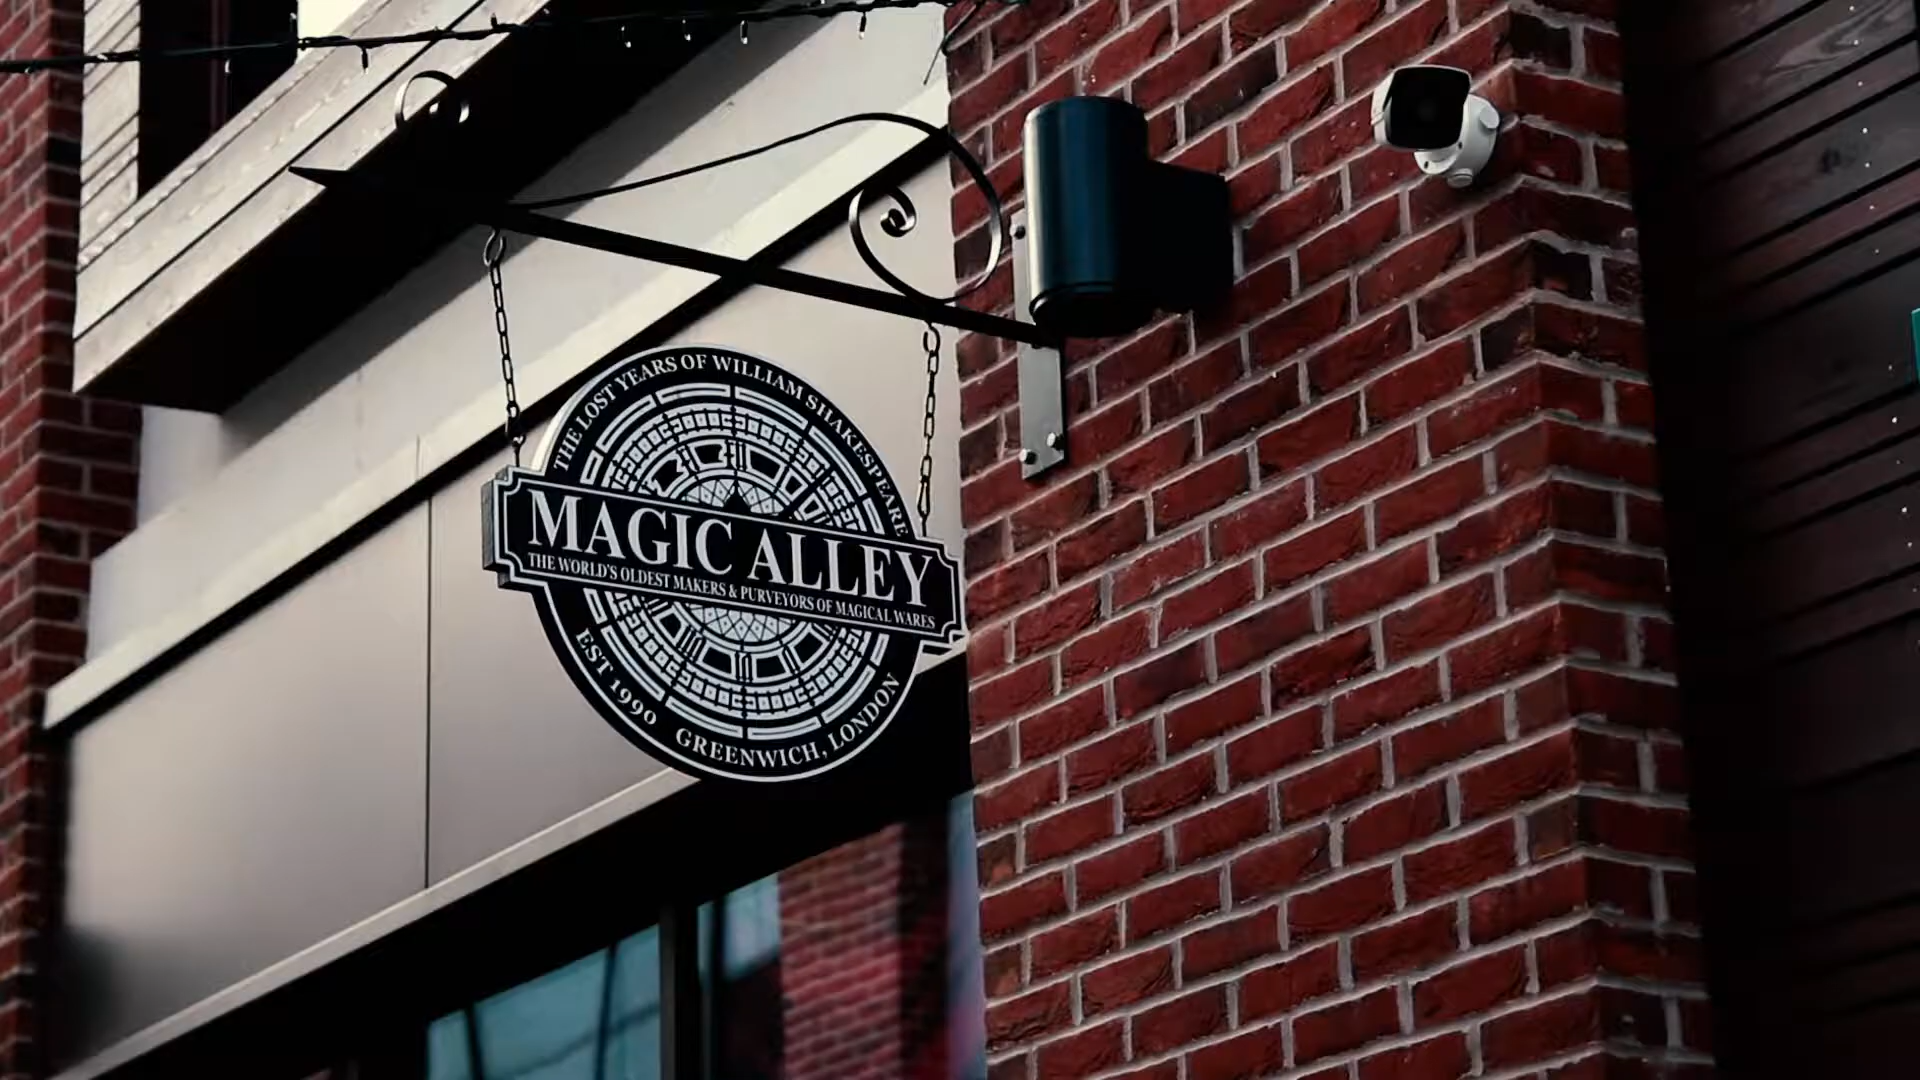 THE LOST YEARS OF WILLIAM SHAKESPEARE
MAGIC ALLEY
THE WORLD'S OLDEST MAKERS & PURVEYORS OF MAGICAL WARES
EST 1990
GREENWICH, LONDON